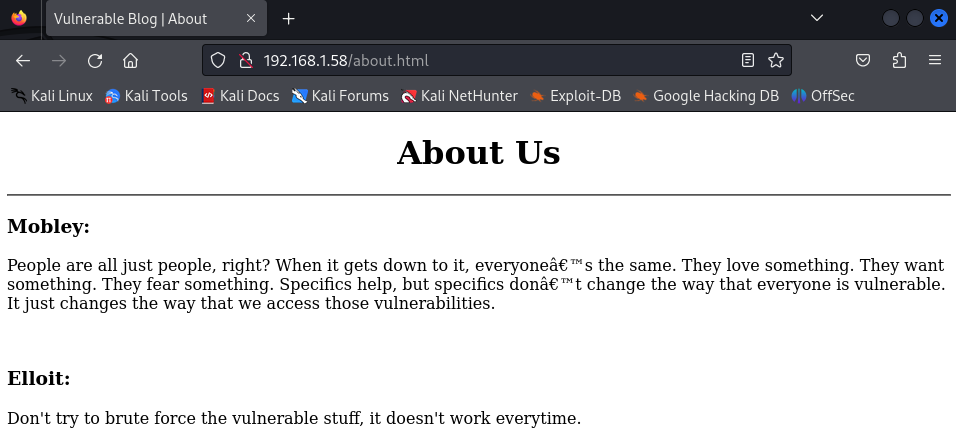 Vulnerable Blog | About
192.168.1.58/about.html
Kali Linux Kali Tools Kali Docs Kali Forums Kali NetHunter Exploit-DB Google Hacking DB OffSec
About Us
Mobley:
People are all just people, right? When it gets down to it, everyoneâ€™s the same. They love something. They want
something. They fear something. Specifics help, but specifics donâ€™t change the way that everyone is vulnerable.
It just changes the way that we access those vulnerabilities.
Elloit:
Don't try to brute force the vulnerable stuff, it doesn't work everytime.